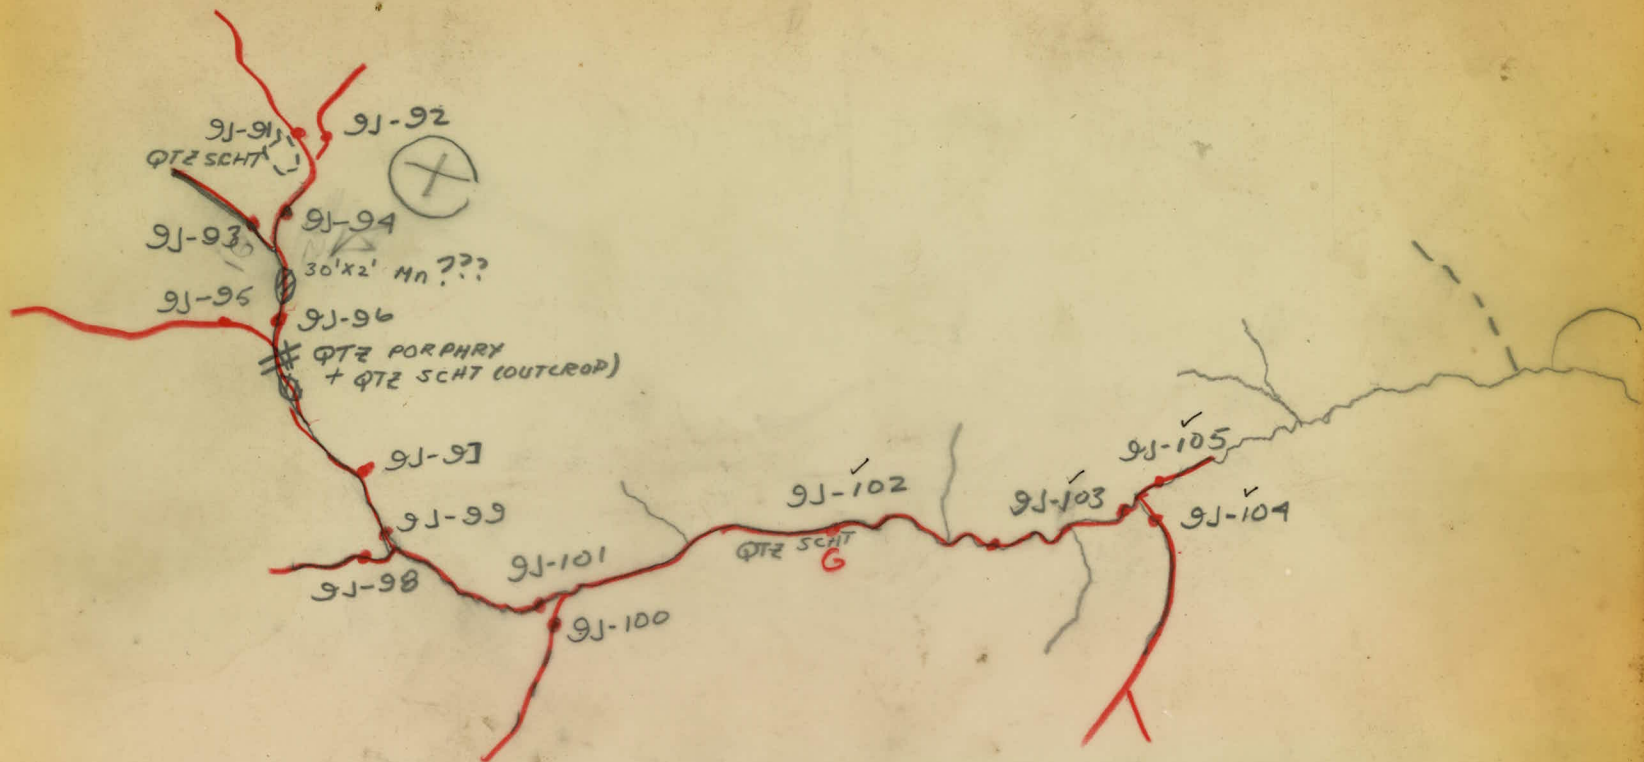 9J-91
9J-92
QTZ SCHT
9J-94
9J-93
30'X2' Mn ???
9J-95
9J-96
QTZ PORPHRY
+ QTZ SCHT (OUTCROP)
9J-97
9J-99
9J-98
9J-101
9J-100
9J-102
QTZ SCHT
G
9J-103
9J-105
9J-104